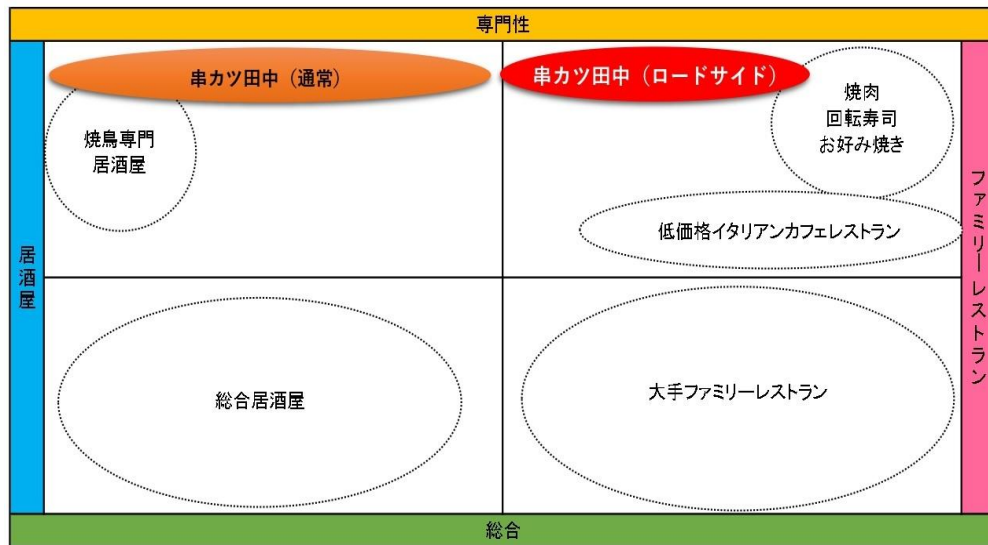 専門性
串カツ田中（通常）
串カツ田中（ロードサイド）
焼鳥専門
居酒屋
焼肉
回転寿司
お好み焼き
低価格イタリアンカフェレストラン
居酒屋
ファミリーレストラン
総合居酒屋
大手ファミリーレストラン
総合